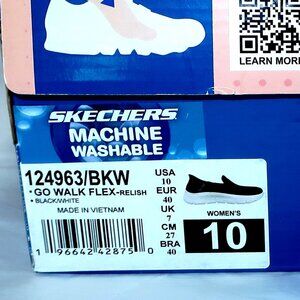 LEARN MORE
SKECHERS
MACHINE
WASHABLE
124963/BKW
• GO WALK FLEX-RELISH
• BLACK/WHITE
MADE IN VIETNAM
1 96642 42875 0
USA
10
EUR
40
UK
7
CM
27
BRA
40
WOMEN'S
10